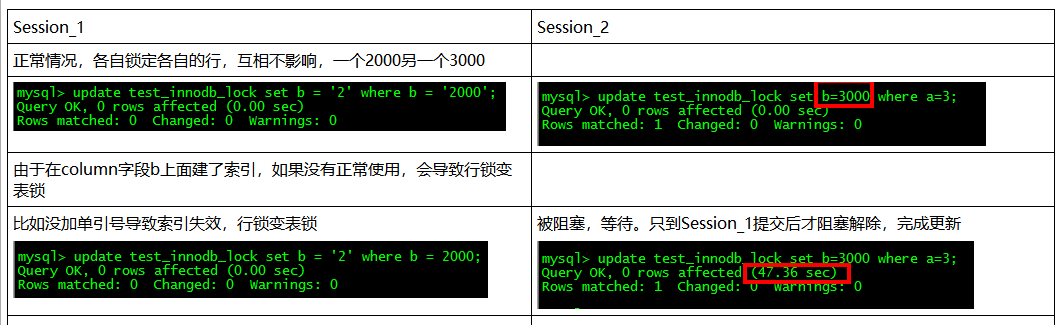 Session_1
Session_2
正常情况，各自锁定各自的行，互相不影响，一个2000另一个3000
mysql> update test_innodb_lock set b = '2' where b = '2000';
Query OK, 0 rows affected (0.00 sec)
Rows matched: 0  Changed: 0  Warnings: 0
mysql> update test_innodb_lock set b=3000 where a=3;
Query OK, 0 rows affected (0.00 sec)
Rows matched: 1  Changed: 0  Warnings: 0
由于在column字段b上面建了索引，如果没有正常使用，会导致行锁变
表锁
比如没加单引号导致索引失效，行锁变表锁
被阻塞，等待。只到Session_1提交后才阻塞解除，完成更新
mysql> update test_innodb_lock set b = '2' where b = 2000;
Query OK, 0 rows affected (0.00 sec)
Rows matched: 0  Changed: 0  Warnings: 0
mysql> update test_innodb_lock set b=3000 where a=3;
Query OK, 0 rows affected (47.36 sec)
Rows matched: 1  Changed: 0  Warnings: 0